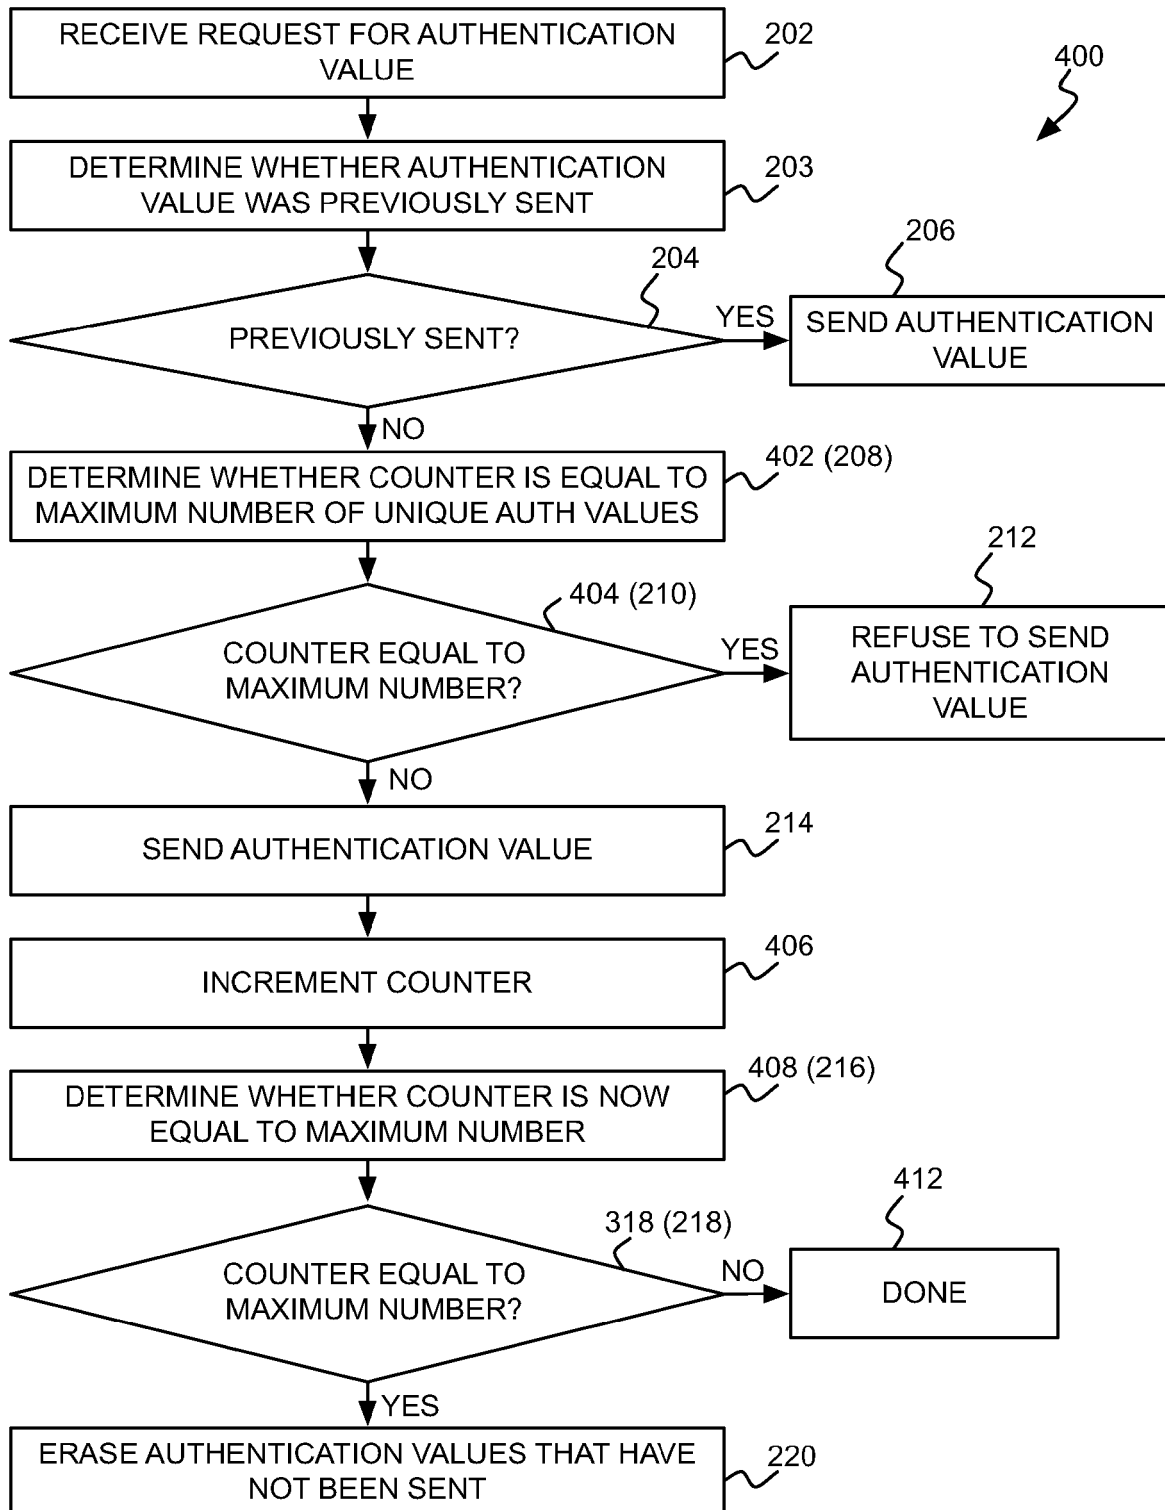 RECEIVE REQUEST FOR AUTHENTICATION
VALUE
202
400
DETERMINE WHETHER AUTHENTICATION
VALUE WAS PREVIOUSLY SENT
203
204
206
PREVIOUSLY SENT?
YES
SEND AUTHENTICATION
VALUE
NO
DETERMINE WHETHER COUNTER IS EQUAL TO
MAXIMUM NUMBER OF UNIQUE AUTH VALUES
402 (208)
404 (210)
212
COUNTER EQUAL TO
MAXIMUM NUMBER?
YES
REFUSE TO SEND
AUTHENTICATION
VALUE
NO
SEND AUTHENTICATION VALUE
214
INCREMENT COUNTER
406
DETERMINE WHETHER COUNTER IS NOW
EQUAL TO MAXIMUM NUMBER
408 (216)
318 (218)
412
COUNTER EQUAL TO
MAXIMUM NUMBER?
NO
DONE
YES
ERASE AUTHENTICATION VALUES THAT HAVE
NOT BEEN SENT
220